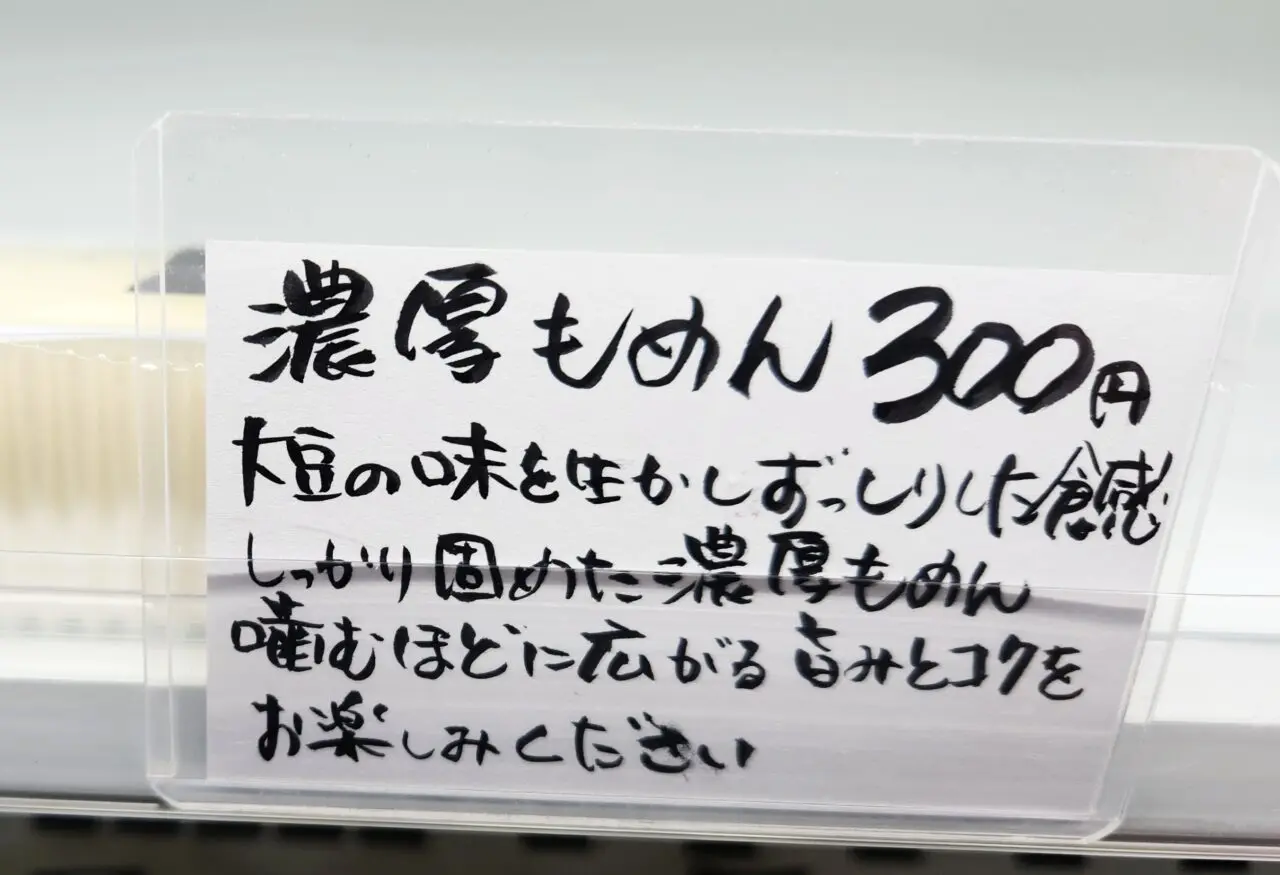 濃厚もめん300円
大豆の味を生かしずっしりした食感
しっかり固めた濃厚もめん
噛むほどに広がる旨みとコクを
お楽しみください